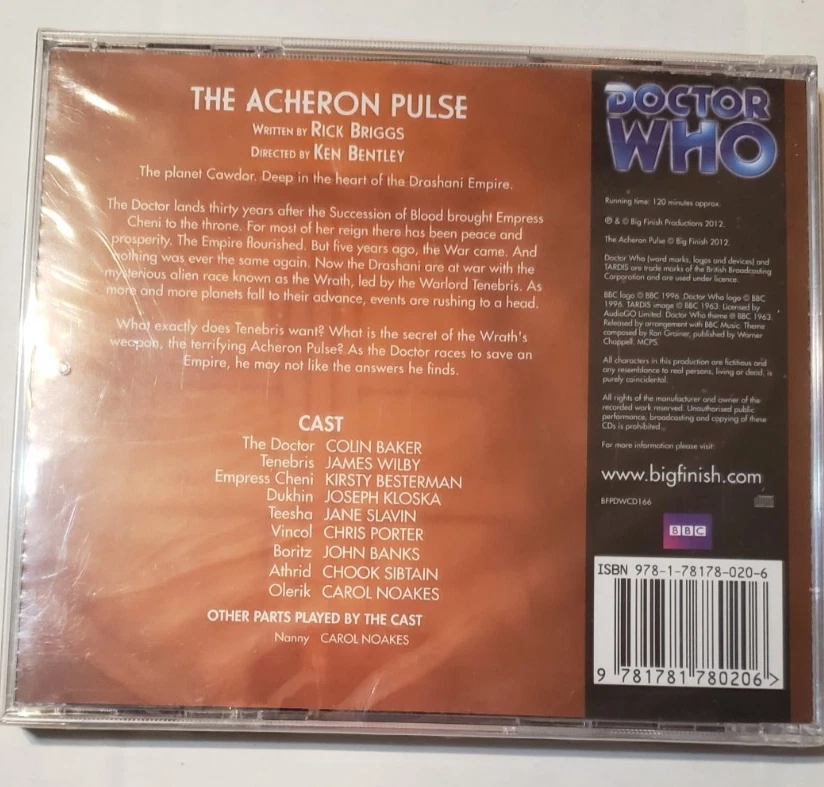 THE ACHERON PULSE
WRITTEN BY RICK BRIGGS
DIRECTED BY KEN BENTLEY
The planet Cawdor. Deep in the heart of the Drashani Empire.
The Doctor lands thirty years after the Succession of Blood brought Empress
Cheni to the throne. For most of her reign there has been peace and
prosperity. The Empire flourished. But five years ago, the War came. And
nothing was ever the same again. Now the Drashani are at war with the
mysterious alien race known as the Wrath, led by the Warlord Tenebris. As
more and more planets fall to their advance, events are rushing to a head.
What exactly does Tenebris want? What is the secret of the Wrath's
weapon, the terrifying Acheron Pulse? As the Doctor races to save an
Empire, he may not like the answers he finds.
CAST
The Doctor COLIN BAKER
Tenebris JAMES WILBY
Empress Cheni KIRSTY BESTERMAN
Dukhin JOSEPH KLOSKA
Teesha JANE SLAVIN
Vincol CHRIS PORTER
Boritz JOHN BANKS
Athrid CHOOK SIBTAIN
Olerik CAROL NOAKES
OTHER PARTS PLAYED BY THE CAST
Nanny CAROL NOAKES
DOCTOR
WHO
Running time: 120 minutes approx.
℗ & © Big Finish Productions 2012.
The Acheron Pulse © Big Finish 2012.
Doctor Who (word marks, logos and devices) and
TARDIS are trade marks of the British Broadcasting
Corporation and are used under licence.
BBC logo © BBC 1996. Doctor Who logo © BBC
1996. TARDIS image © BBC 1963. Licensed by
AudioGO Limited. Doctor Who theme ℗ BBC 1963.
Released by arrangement with BBC Music. Theme
composed by Ron Grainer, published by Warner
Chappell, MCPS.
All characters in this production are fictitious and
any resemblance to real persons, living or dead, is
purely coincidental.
All rights of the manufacturer and owner of the
recorded work reserved. Unauthorised public
performance, broadcasting and copying of these
CDs is prohibited.
For more information please visit:
www.bigfinish.com
BFPDWCD166
BBC
ISBN 978-1-78178-020-6
9 781781 780206 >